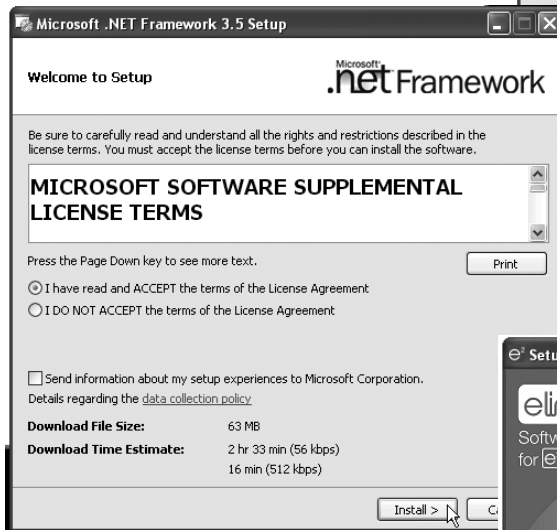 Microsoft .NET Framework 3.5 Setup
Welcome to Setup
Microsoft
.net Framework
Be sure to carefully read and understand all the rights and restrictions described in the
license terms. You must accept the license terms before you can install the software.
MICROSOFT SOFTWARE SUPPLEMENTAL
LICENSE TERMS
Press the Page Down key to see more text.
Print
I have read and ACCEPT the terms of the License Agreement
I DO NOT ACCEPT the terms of the License Agreement
Send information about my setup experiences to Microsoft Corporation.
Details regarding the data collection policy
Download File Size: 63 MB
Download Time Estimate: 2 hr 33 min (56 kbps)
16 min (512 kbps)
Install >
e²
for